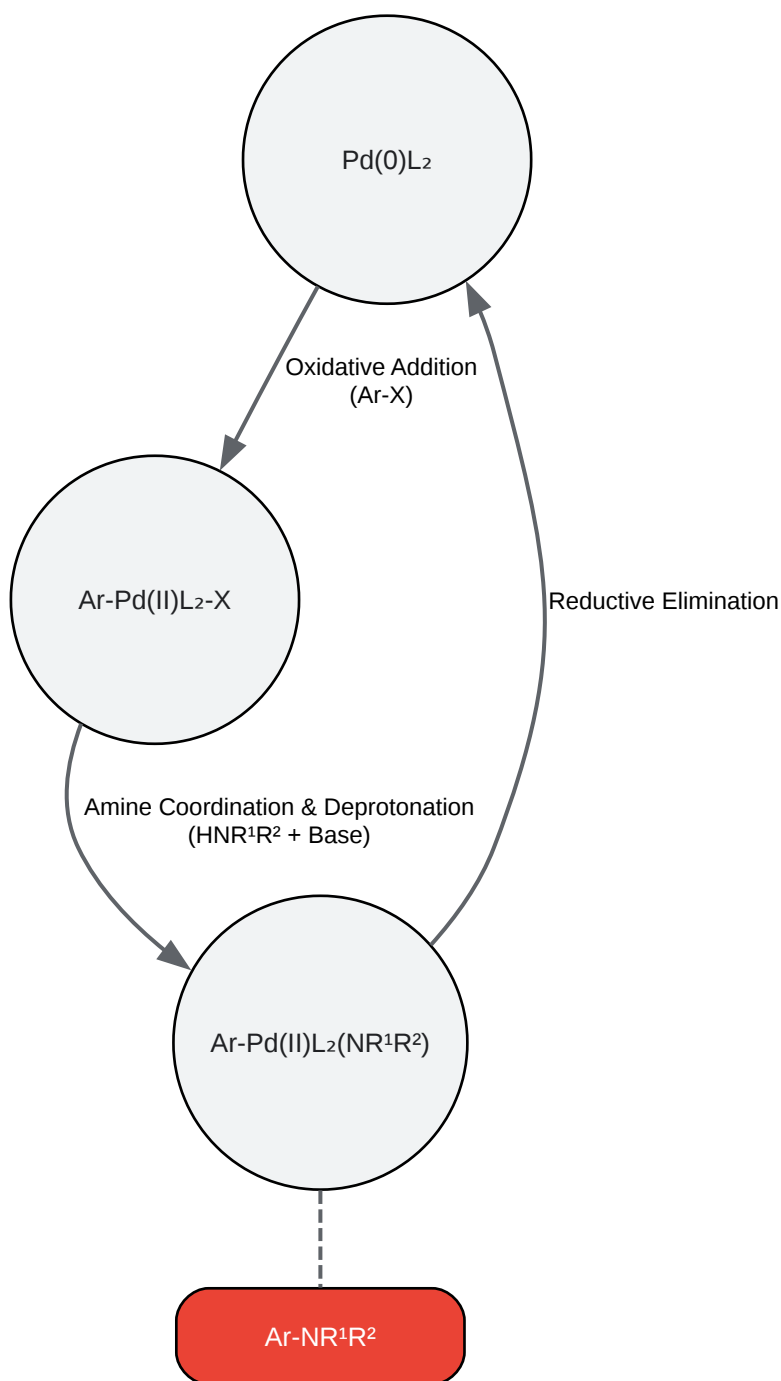 Pd(0)L₂
Oxidative Addition
(Ar-X)
Ar-Pd(II)L₂-X
Reductive Elimination
Amine Coordination & Deprotonation
(HNR¹R² + Base)
Ar-Pd(II)L₂(NR¹R²)
Ar-NR¹R²